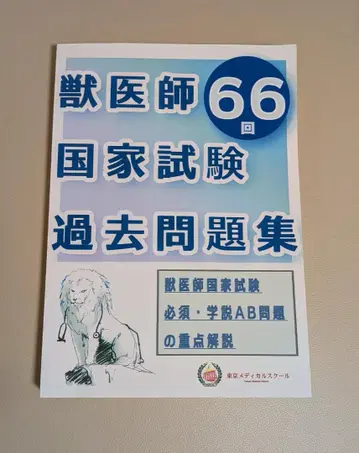 獣医師
66
回
国家試験
過去問題集
獣医師国家試験
必須・学説AB問題
の重点解説
東京メディカルスクール